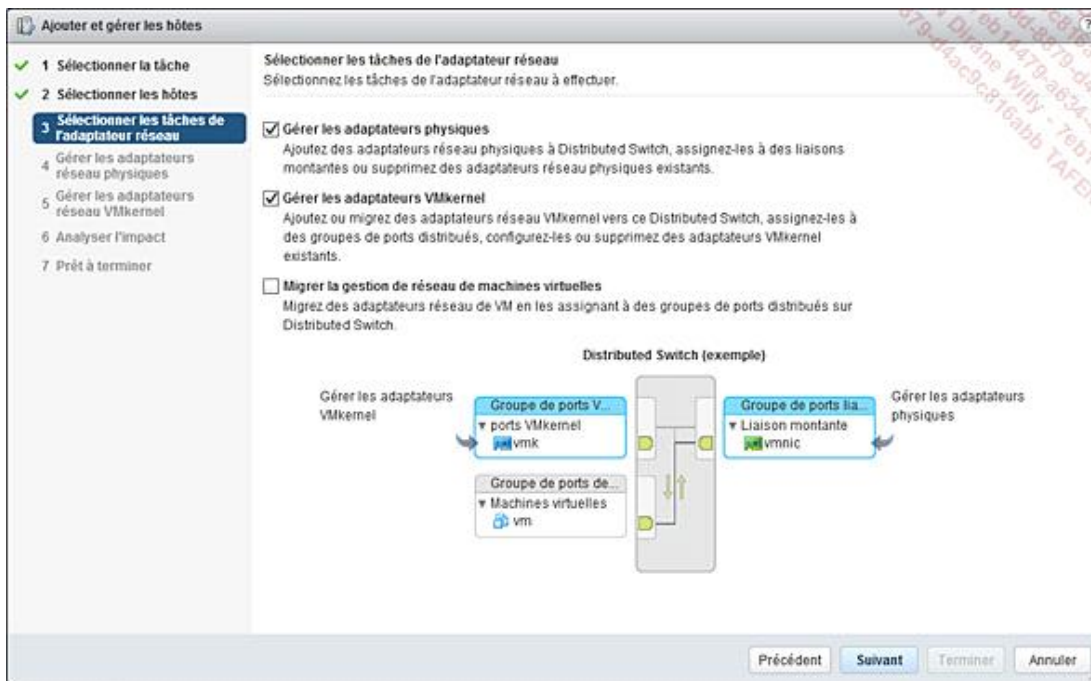 Ajouter et gérer les hôtes
?
1 Sélectionner la tâche
2 Sélectionner les hôtes
3 Sélectionner les tâches de
l'adaptateur réseau
4 Gérer les adaptateurs
réseau physiques
5 Gérer les adaptateurs
réseau VMkernel
6 Analyser l'impact
7 Prêt à terminer
Sélectionner les tâches de l'adaptateur réseau
Sélectionnez les tâches de l'adaptateur réseau à effectuer.
Gérer les adaptateurs physiques
Ajoutez des adaptateurs réseau physiques à Distributed Switch, assignez-les à des liaisons
montantes ou supprimez des adaptateurs réseau physiques existants.
Gérer les adaptateurs VMkernel
Ajoutez ou migrez des adaptateurs réseau VMkernel vers ce Distributed Switch, assignez-les à
des groupes de ports distribués, configurez-les ou supprimez des adaptateurs VMkernel
existants.
Migrer la gestion de réseau de machines virtuelles
Migrez des adaptateurs réseau de VM en les assignant à des groupes de ports distribués sur
Distributed Switch.
Distributed Switch (exemple)
Gérer les adaptateurs
VMkernel
Groupe de ports V...
ports VMkernel
vmk
Groupe de ports de...
Machines virtuelles
vm
Groupe de ports lia...
Liaison montante
vmnic
Gérer les adaptateurs
physiques
Précédent
Suivant
Terminer
Annuler